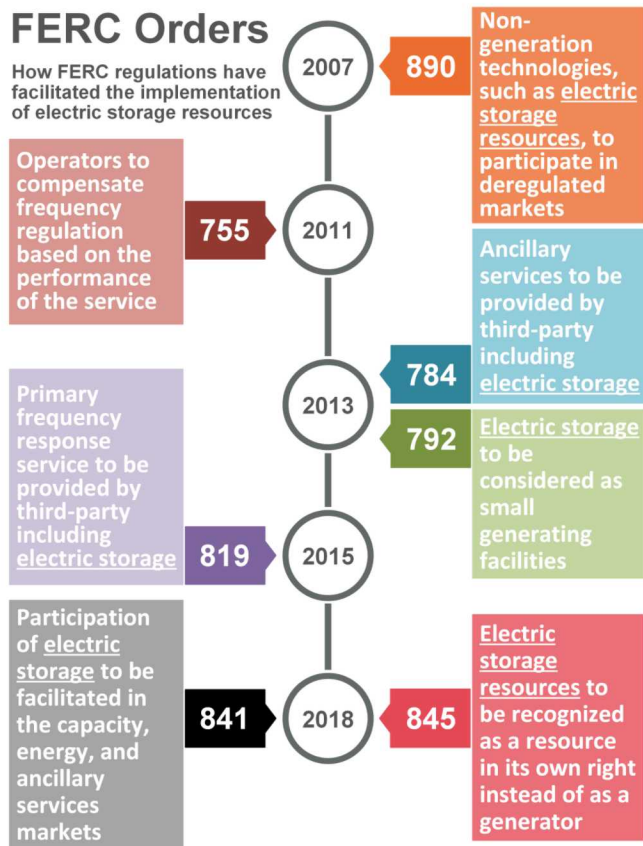 FERC Orders
How FERC regulations have
facilitated the implementation
of electric storage resources
2007
890
Non-
generation
technologies,
such as electric
storage
resources, to
participate in
deregulated
markets
Operators to
compensate
frequency
regulation
based on the
performance
of the service
755
2011
Ancillary
services to be
provided by
third-party
including
electric storage
784
2013
792
Electric storage
to be
considered as
small
generating
facilities
Primary
frequency
response
service to be
provided by
third-party
including
electric storage
819
2015
Participation
of electric
storage to be
facilitated in
the capacity,
energy, and
ancillary
services
markets
841
2018
845
Electric
storage
resources to
be recognized
as a resource
in its own right
instead of as a
generator